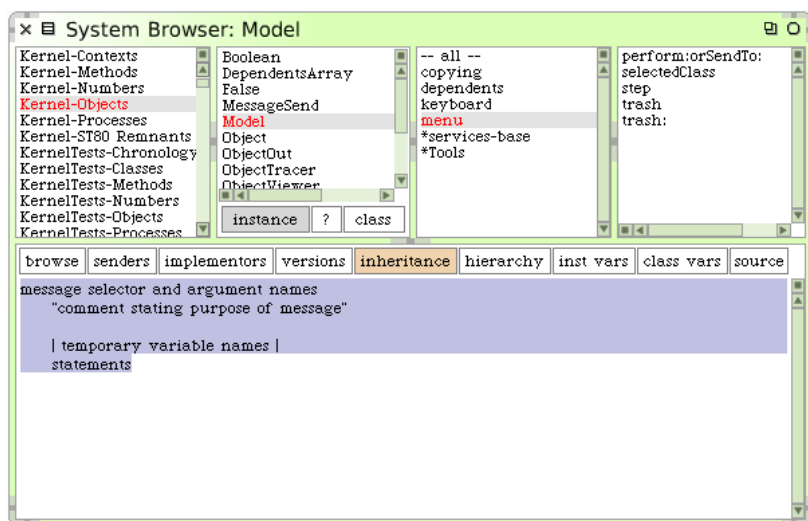 System Browser: Model
Kernel-Contexts
Kernel-Methods
Kernel-Numbers
Kernel-Objects
Kernel-Processes
Kernel-ST80 Remnants
KernelTests-Chronology
KernelTests-Classes
KernelTests-Methods
KernelTests-Numbers
KernelTests-Objects
KernelTests-Processes
Boolean
DependentsArray
False
MessageSend
Model
Object
ObjectOut
ObjectTracer
ObjectViewer
instance ? class
-- all --
copying
dependents
keyboard
menu
*services-base
*Tools
perform:orSendTo:
selectedClass
step
trash
trash:
browse senders implementors versions inheritance hierarchy inst vars class vars source
message selector and argument names
"comment stating purpose of message"
| temporary variable names |
statements